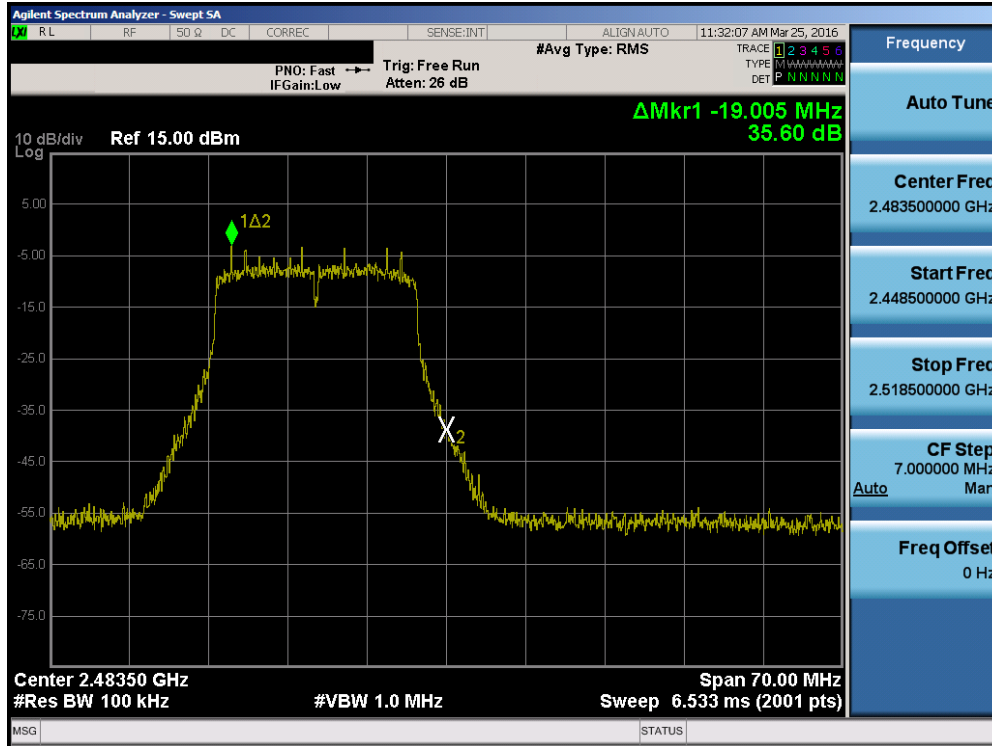 Agilent Spectrum Analyzer - Swept SA
LXI RL RF 50 Ω DC CORREC SENSE:INT ALIGNAUTO 11:32:07 AM Mar 25, 2016
PNO: Fast
IFGain:Low
Trig: Free Run
Atten: 26 dB
#Avg Type: RMS
TRACE 1 2 3 4 5 6
TYPE M
DET P N N N N N
ΔMkr1 -19.005 MHz
35.60 dB
10 dB/div Ref 15.00 dBm
Log
5.00
-5.00
-15.0
-25.0
-35.0
-45.0
-55.0
-65.0
-75.0
1Δ2
2
Center 2.48350 GHz Span 70.00 MHz
#Res BW 100 kHz #VBW 1.0 MHz Sweep 6.533 ms (2001 pts)
MSG STATUS
Frequency
Auto Tune
Center Freq
2.483500000 GHz
Start Freq
2.448500000 GHz
Stop Freq
2.518500000 GHz
CF Step
7.000000 MHz
Auto Man
Freq Offset
0 Hz